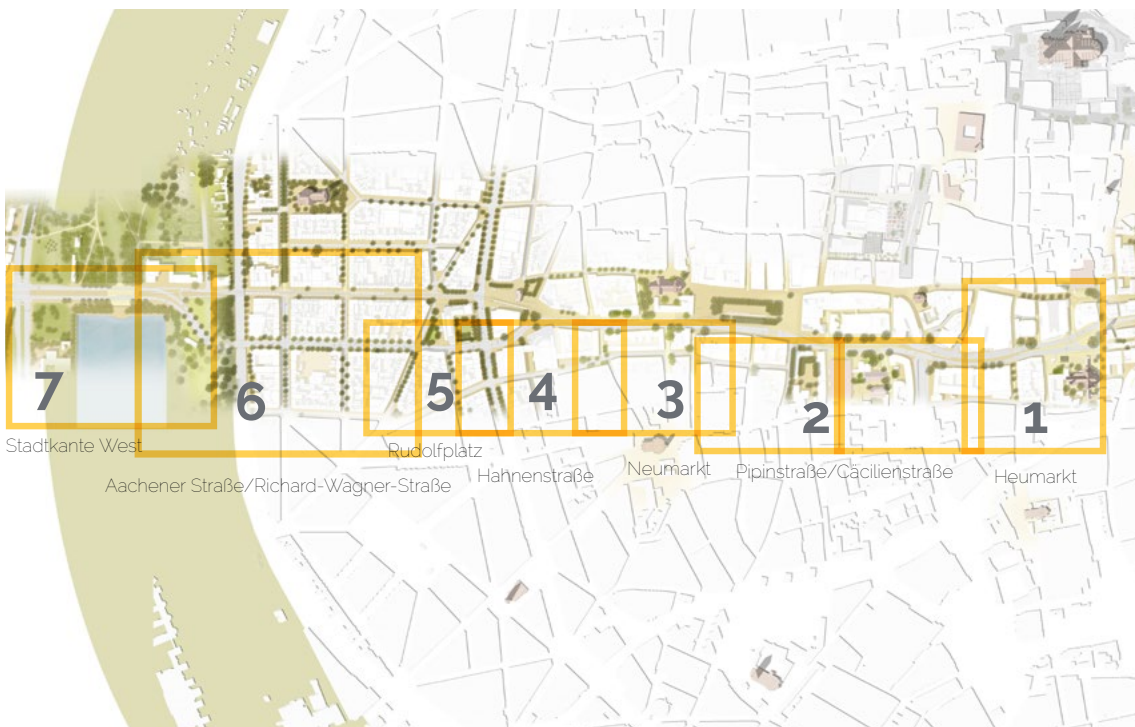 7
6
5
4
3
2
1
Stadtkante West
Aachener Straße/Richard-Wagner-Straße
Rudolfplatz
Hahnenstraße
Neumarkt
Pipinstraße/Cäcilienstraße
Heumarkt